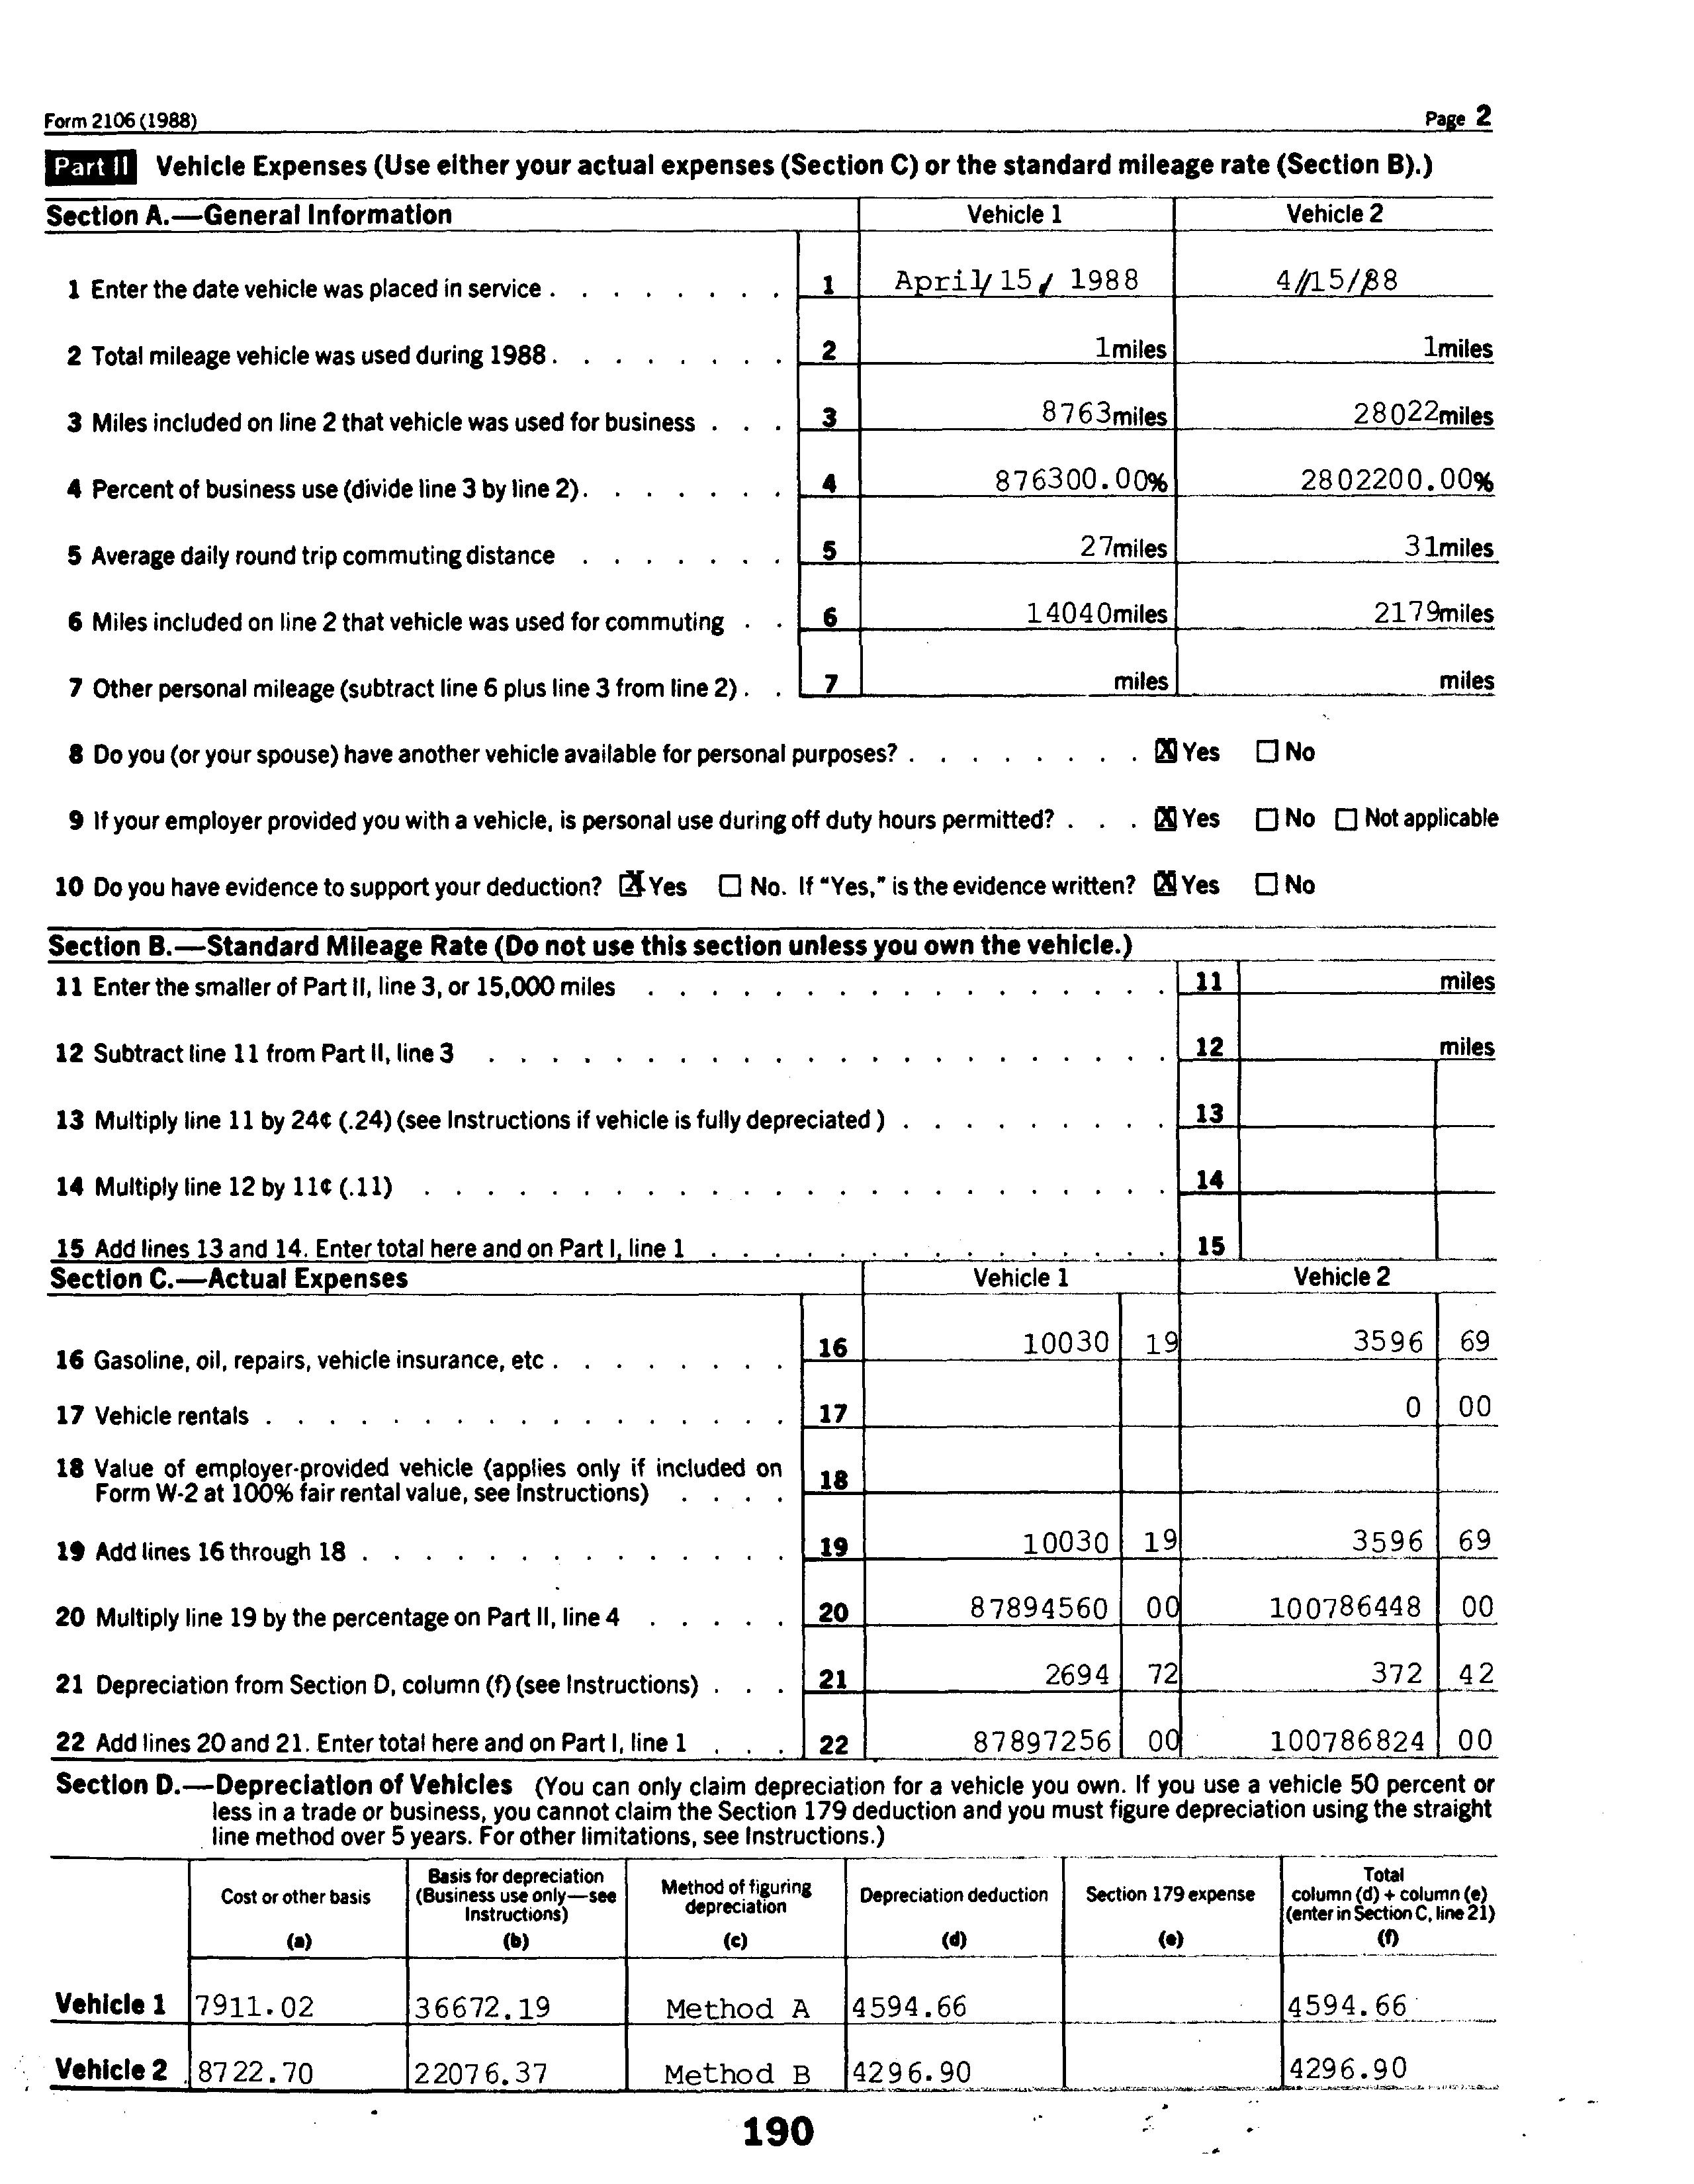 Form 2106 (1988) Page 2
Part II Vehicle Expenses (Use either your actual expenses (Section C) or the standard mileage rate (Section B).)
Section A.—General Information Vehicle 1 Vehicle 2
1 Enter the date vehicle was placed in service . . . . . . . . 1 April/ 15/ 1988 4//15/88
2 Total mileage vehicle was used during 1988 . . . . . . . . 2 1 miles 1 miles
3 Miles included on line 2 that vehicle was used for business . . . 3 8763 miles 28022 miles
4 Percent of business use (divide line 3 by line 2) . . . . . . . 4 876300.00% 2802200.00%
5 Average daily round trip commuting distance . . . . . . . 5 27 miles 31 miles
6 Miles included on line 2 that vehicle was used for commuting . . 6 14040 miles 2179 miles
7 Other personal mileage (subtract line 6 plus line 3 from line 2) . . 7 miles miles
8 Do you (or your spouse) have another vehicle available for personal purposes? . . . . . . . . X Yes No
9 If your employer provided you with a vehicle, is personal use during off duty hours permitted? . . . X Yes No Not applicable
10 Do you have evidence to support your deduction? X Yes No. If "Yes," is the evidence written? X Yes No
Section B.—Standard Mileage Rate (Do not use this section unless you own the vehicle.)
11 Enter the smaller of Part II, line 3, or 15,000 miles . . . . . . . . . . . . . . . . 11 miles
12 Subtract line 11 from Part II, line 3 . . . . . . . . . . . . . . . . . . . . . 12 miles
13 Multiply line 11 by 24¢ (.24) (see Instructions if vehicle is fully depreciated ) . . . . . . . . . 13
14 Multiply line 12 by 11¢ (.11) . . . . . . . . . . . . . . . . . . . . . . . 14
15 Add lines 13 and 14. Enter total here and on Part I, line 1 . . . . . . . . . . . . . . . 15
Section C.—Actual Expenses Vehicle 1 Vehicle 2
16 Gasoline, oil, repairs, vehicle insurance, etc . . . . . . . . 16 10030 19 3596 69
17 Vehicle rentals . . . . . . . . . . . . . . . . . 17 0 00
18 Value of employer-provided vehicle (applies only if included on
Form W-2 at 100% fair rental value, see Instructions) . . . . 18
19 Add lines 16 through 18 . . . . . . . . . . . . . . 19 10030 19 3596 69
20 Multiply line 19 by the percentage on Part II, line 4 . . . . . 20 87894560 00 100786448 00
21 Depreciation from Section D, column (f) (see Instructions) . . . 21 2694 72 372 42
22 Add lines 20 and 21. Enter total here and on Part I, line 1 . . . 22 87897256 00 100786824 00
Section D.—Depreciation of Vehicles (You can only claim depreciation for a vehicle you own. If you use a vehicle 50 percent or
less in a trade or business, you cannot claim the Section 179 deduction and you must figure depreciation using the straight
line method over 5 years. For other limitations, see Instructions.)
Cost or other basis (a)
Basis for depreciation (Business use only—see Instructions) (b)
Method of figuring depreciation (c)
Depreciation deduction (d)
Section 179 expense (e)
Total column (d) + column (e) (enter in Section C, line 21) (f)
Vehicle 1 7911.02 36672.19 Method A 4594.66 4594.66
Vehicle 2 8722.70 22076.37 Method B 4296.90 4296.90
190